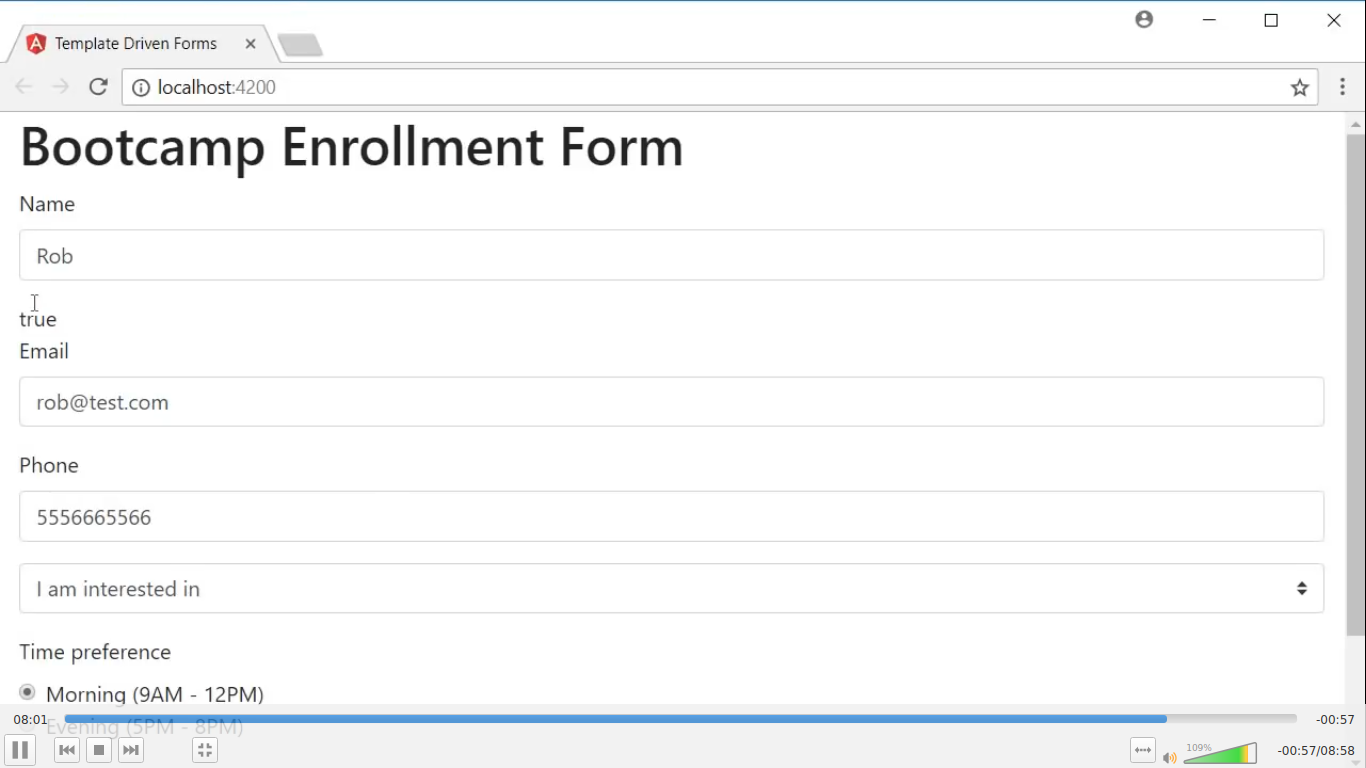 Template Driven Forms
localhost:4200
Bootcamp Enrollment Form
Name
Rob
true
Email
rob@test.com
Phone
5556665566
I am interested in
Time preference
Morning (9AM - 12PM)
Evening (5PM - 8PM)
08:01
-00:57
109%
-00:57/08:58